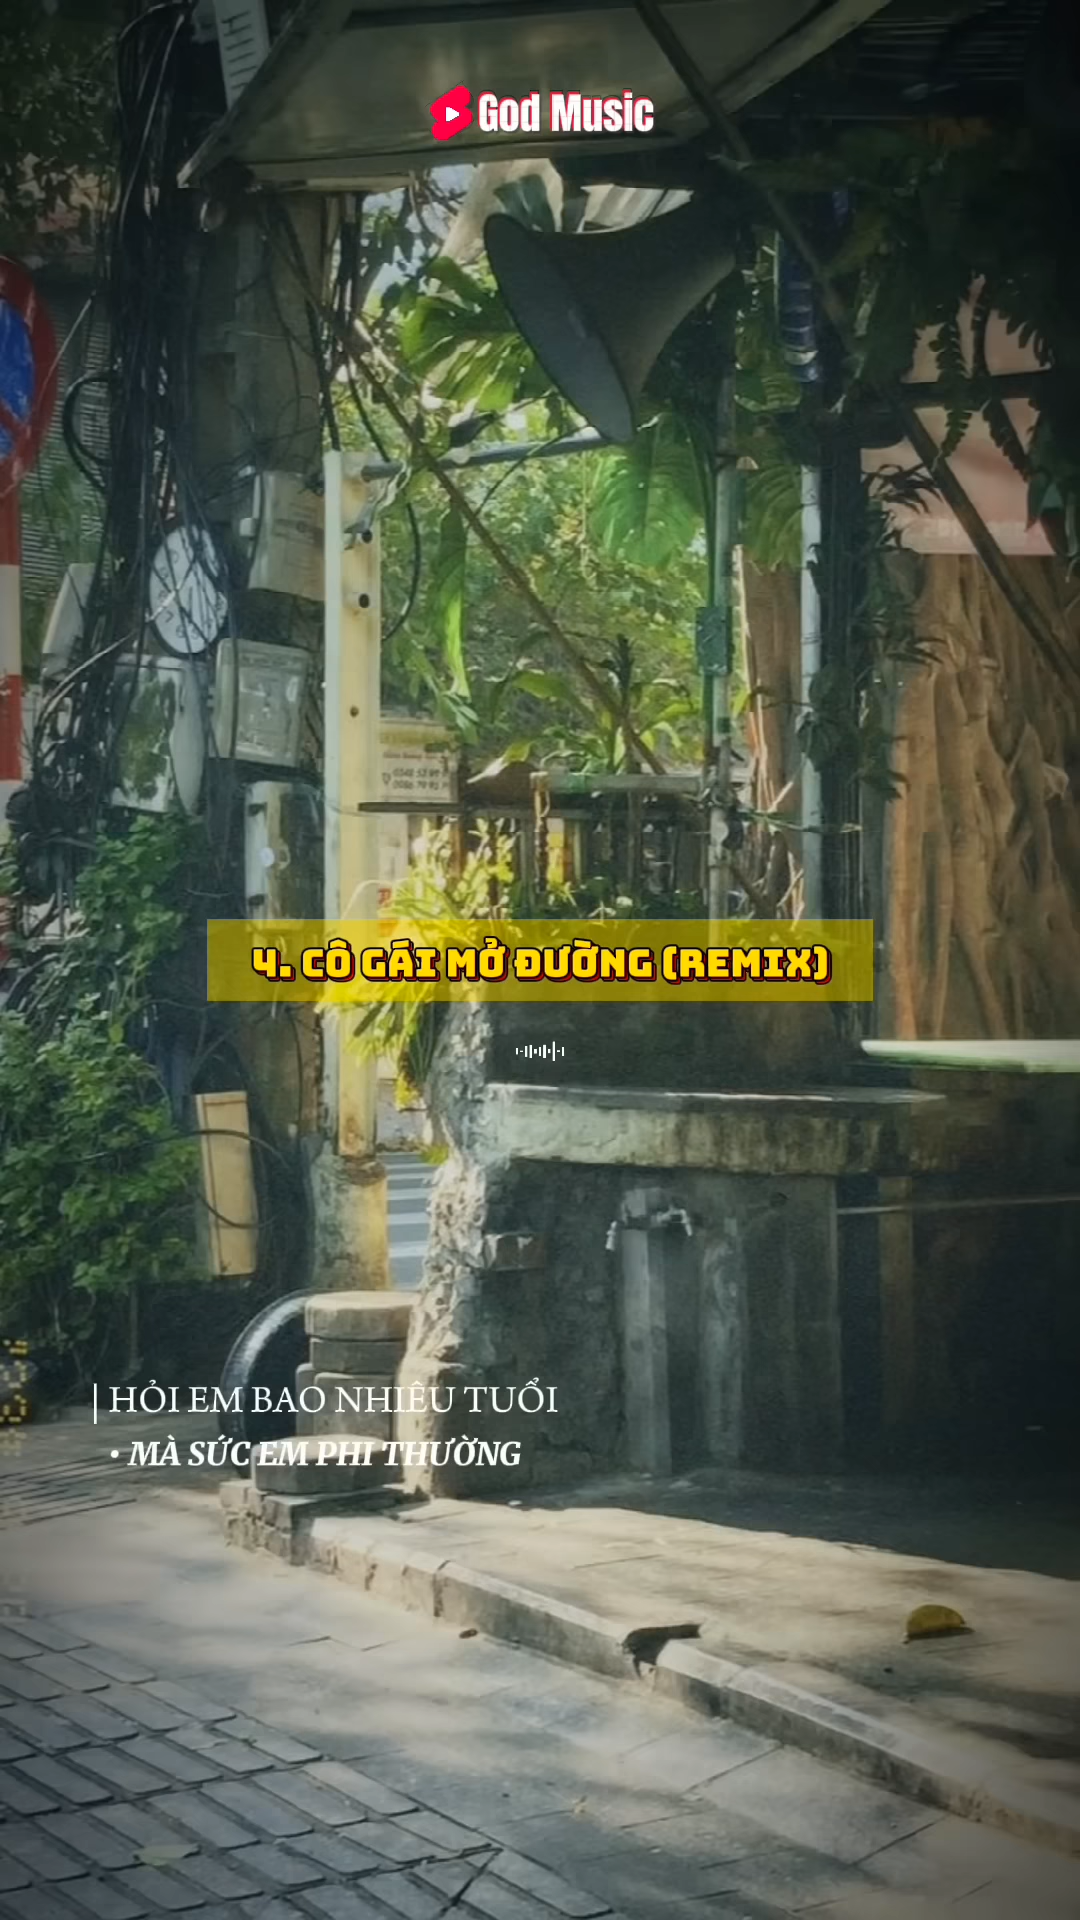 God Music
4. CÔ GÁI MỞ ĐƯỜNG (REMIX)
| HỎI EM BAO NHIÊU TUỔI
• MÀ SỨC EM PHI THƯỜNG